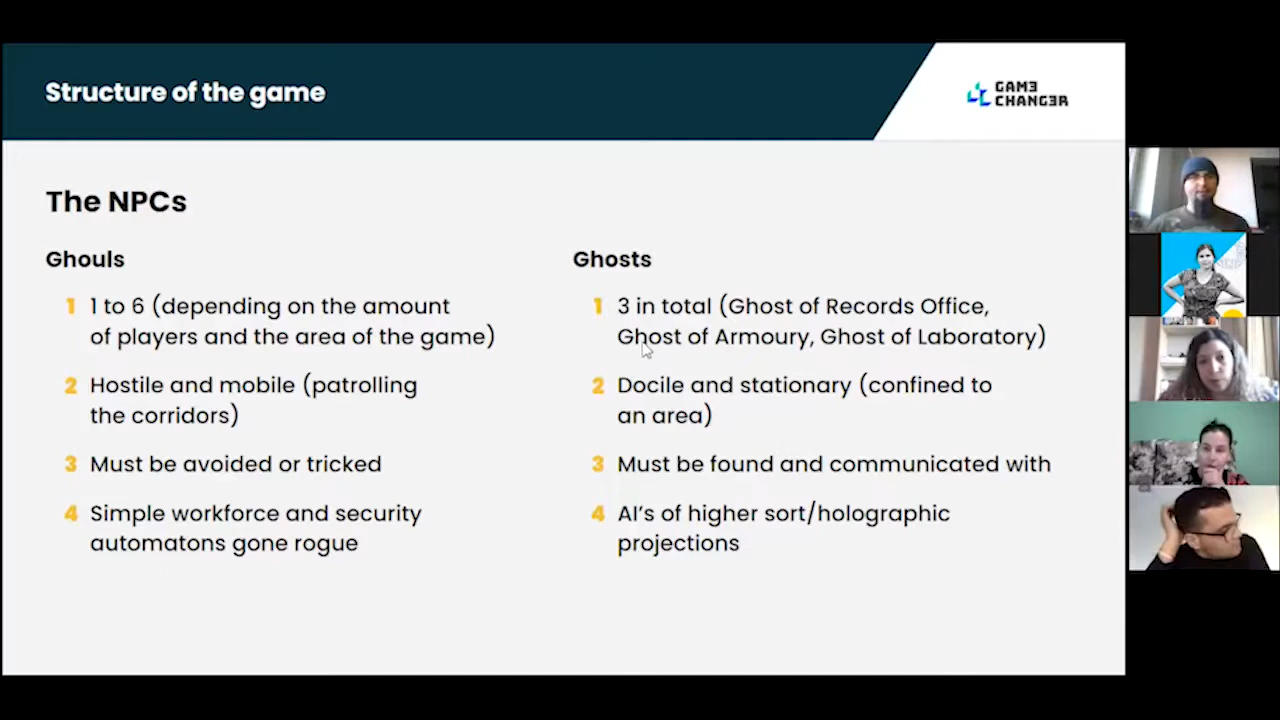 Structure of the game
GAMƎ
CHANGƎR
The NPCs
Ghouls
1 1 to 6 (depending on the amount
of players and the area of the game)
2 Hostile and mobile (patrolling
the corridors)
3 Must be avoided or tricked
4 Simple workforce and security
automatons gone rogue
Ghosts
1 3 in total (Ghost of Records Office,
Ghost of Armoury, Ghost of Laboratory)
2 Docile and stationary (confined to
an area)
3 Must be found and communicated with
4 AI's of higher sort/holographic
projections